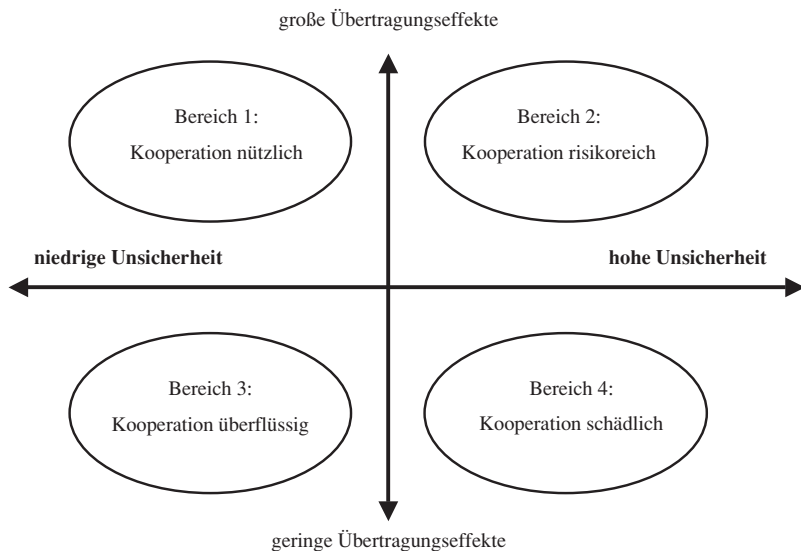 große Übertragungseffekte
Bereich 1:
Kooperation nützlich
Bereich 2:
Kooperation risikoreich
niedrige Unsicherheit
hohe Unsicherheit
Bereich 3:
Kooperation überflüssig
Bereich 4:
Kooperation schädlich
geringe Übertragungseffekte